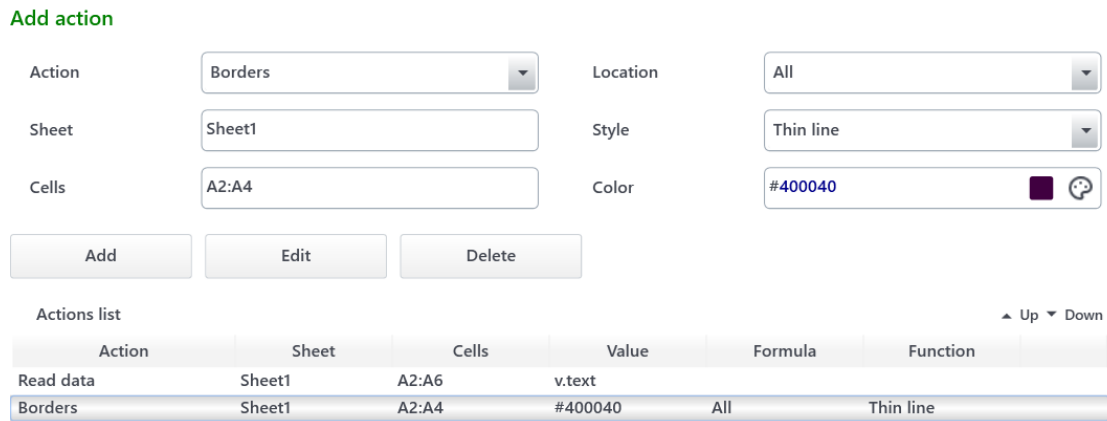 Add action
Action Borders Location All
Sheet Sheet1 Style Thin line
Cells A2:A4 Color #400040
Add Edit Delete
Actions list Up Down
Action Sheet Cells Value Formula Function
Read data Sheet1 A2:A6 v.text
Borders Sheet1 A2:A4 #400040 All Thin line